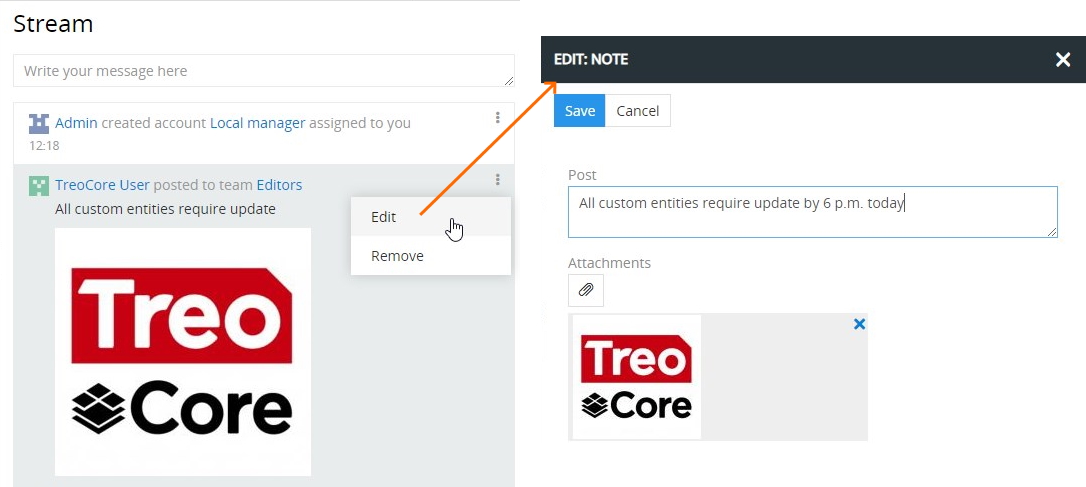 Stream
Write your message here
Admin created account Local manager assigned to you
12:18
TreoCore User posted to team Editors
All custom entities require update
Edit
Remove
Treo
Core
EDIT: NOTE
Save Cancel
Post
All custom entities require update by 6 p.m. today
Attachments
Treo
Core